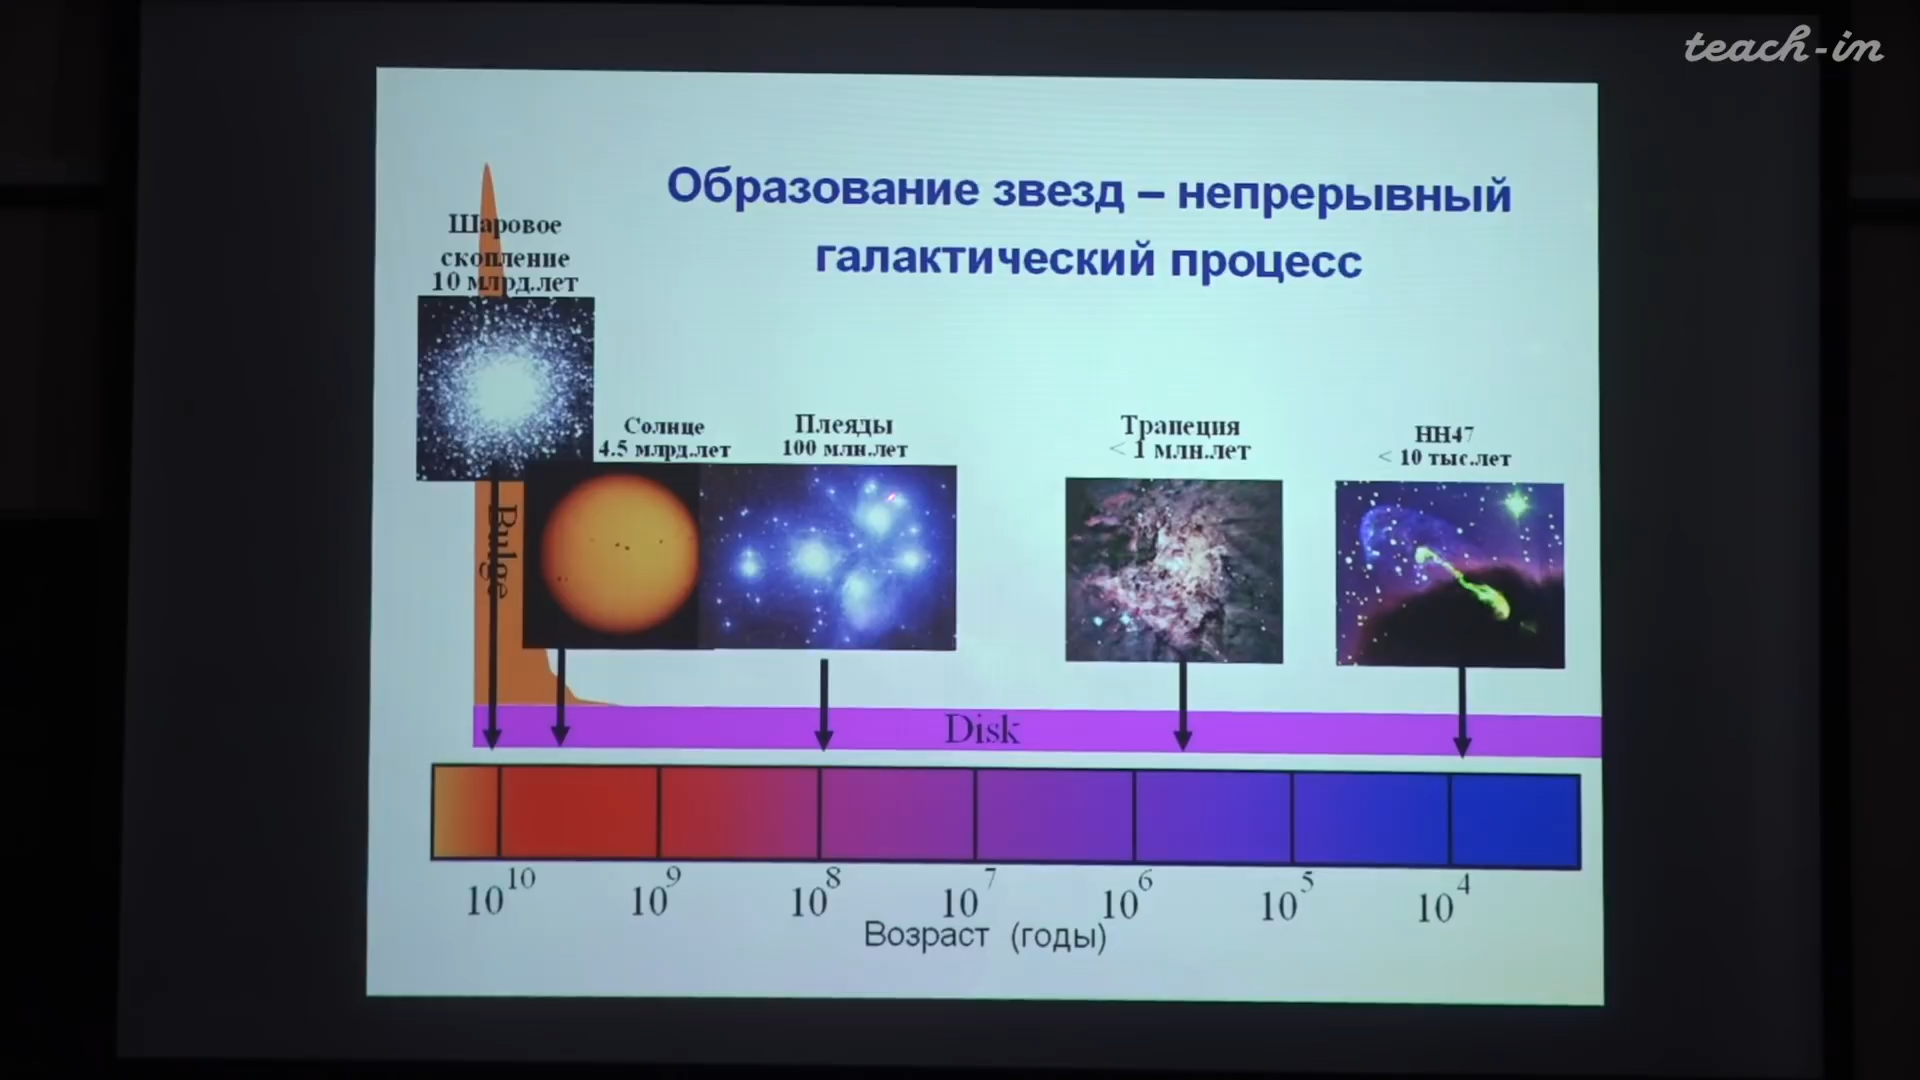 teach-in
Образование звезд – непрерывный
галактический процесс
Шаровое
скопление
10 млрд.лет
Солнце
4.5 млрд.лет
Плеяды
100 млн.лет
Трапеция
< 1 млн.лет
НН47
< 10 тыс.лет
Bulge
Disk
10^10 10^9 10^8 10^7 10^6 10^5 10^4
Возраст (годы)